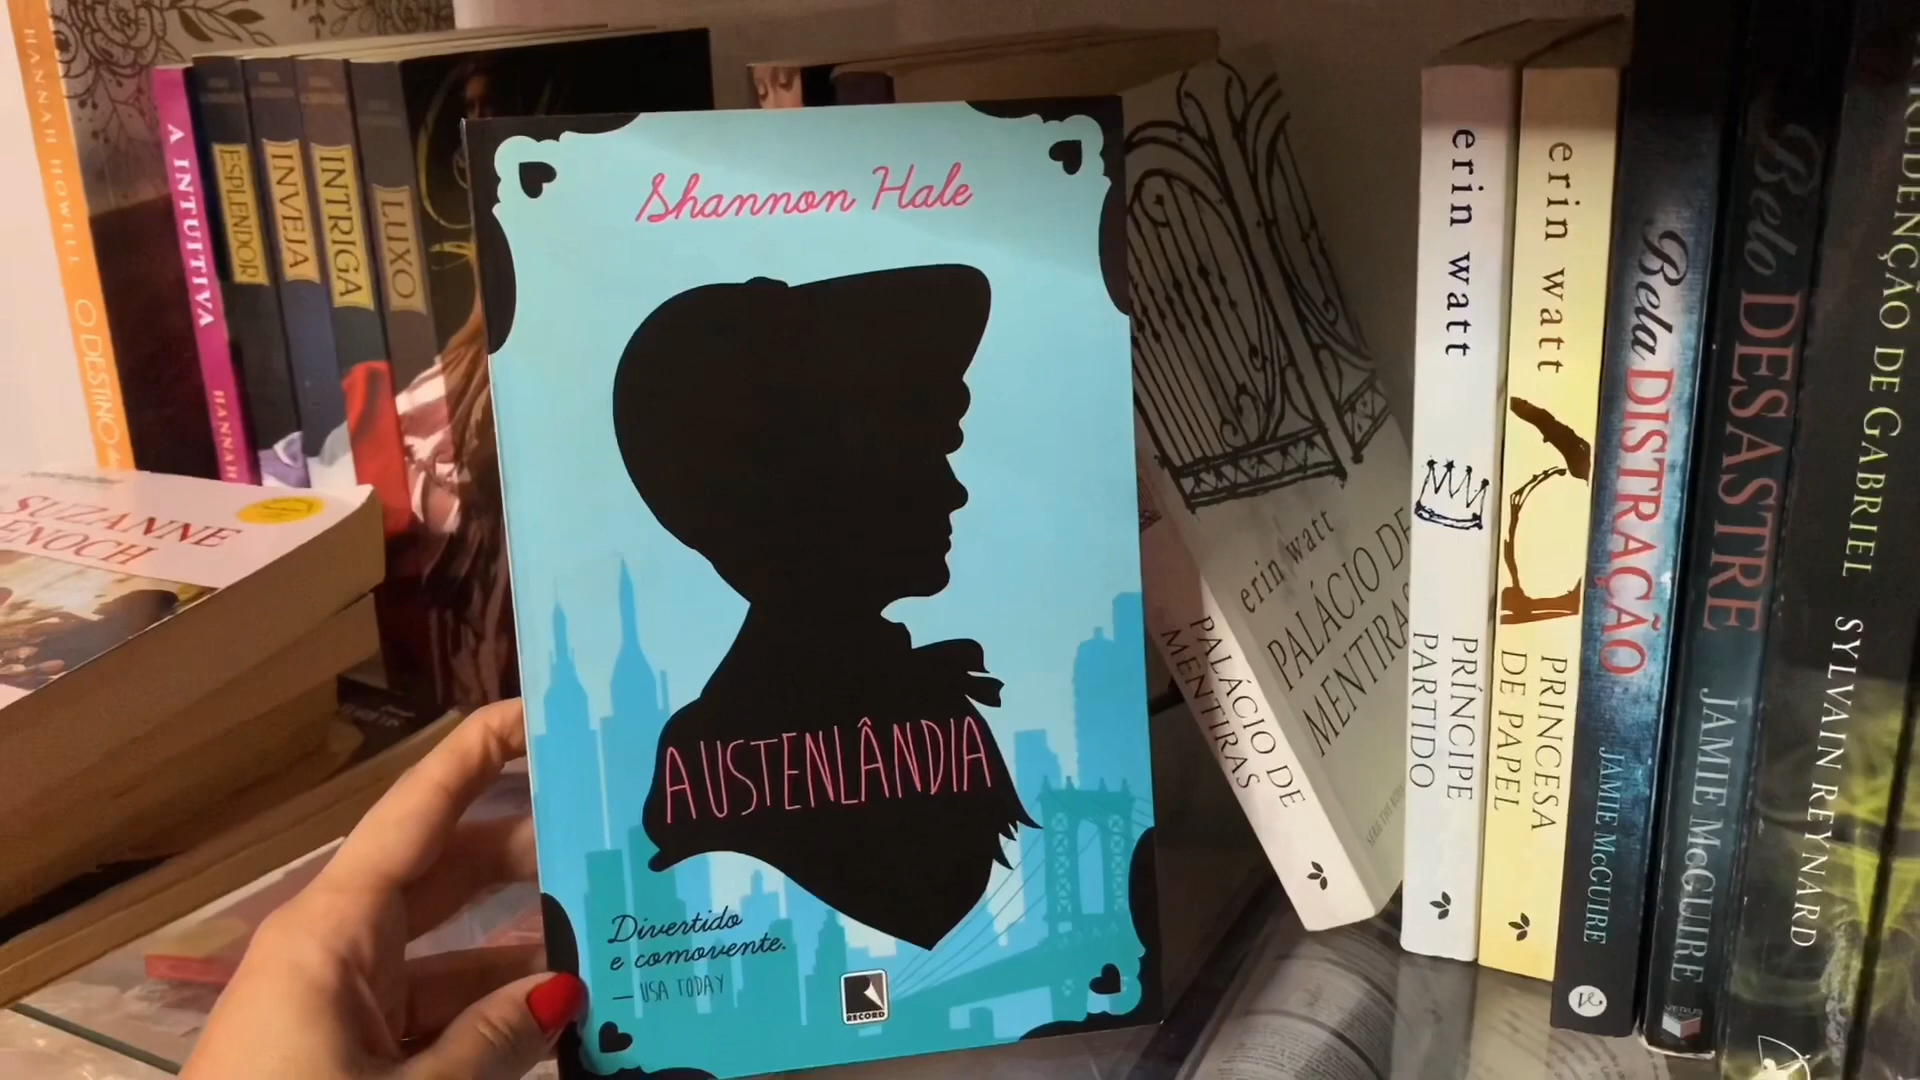 HANNAH HOWELL O DESTINO
A INTUITIVA HANNAH
ESPLENDOR
INVEJA
INTRIGA
LUXO
SUZANNE
ENOCH
Shannon Hale
AUSTENLÂNDIA
Divertido
e comovente.
— USA TODAY
RECORD
PALÁCIO DE
MENTIRAS
erin watt
PALÁCIO DE
MENTIRAS
erin watt
PRÍNCIPE
PARTIDO
erin watt
PRINCESA
DE PAPEL
Bela DISTRAÇÃO JAMIE McGUIRE
Belo DESASTRE JAMIE McGUIRE
VERUS
REDENÇÃO DE GABRIEL SYLVAIN REYNARD